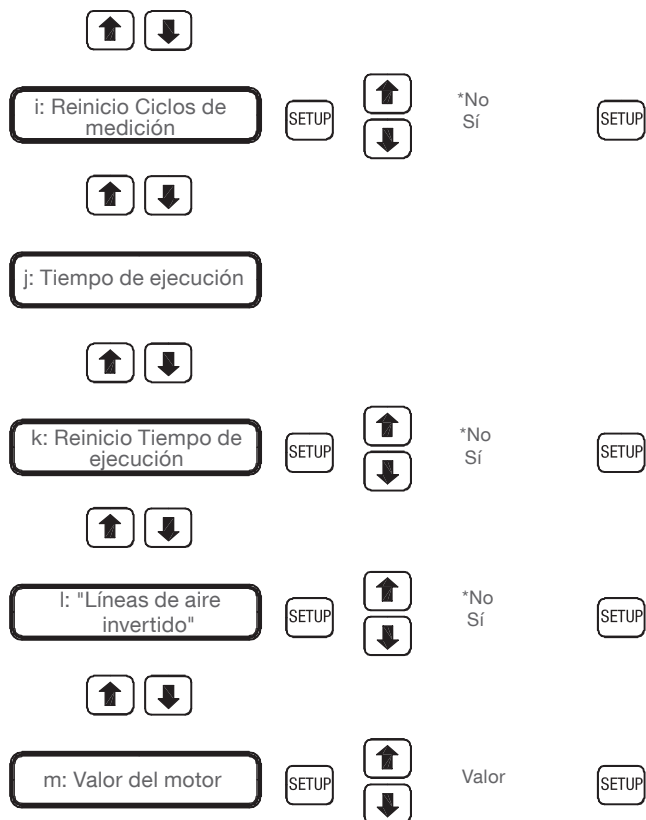 i: Reinicio Ciclos de
medición
SETUP
*No
Sí
SETUP
j: Tiempo de ejecución
k: Reinicio Tiempo de
ejecución
SETUP
*No
Sí
SETUP
l: "Líneas de aire
invertido"
SETUP
*No
Sí
SETUP
m: Valor del motor
SETUP
Valor
SETUP